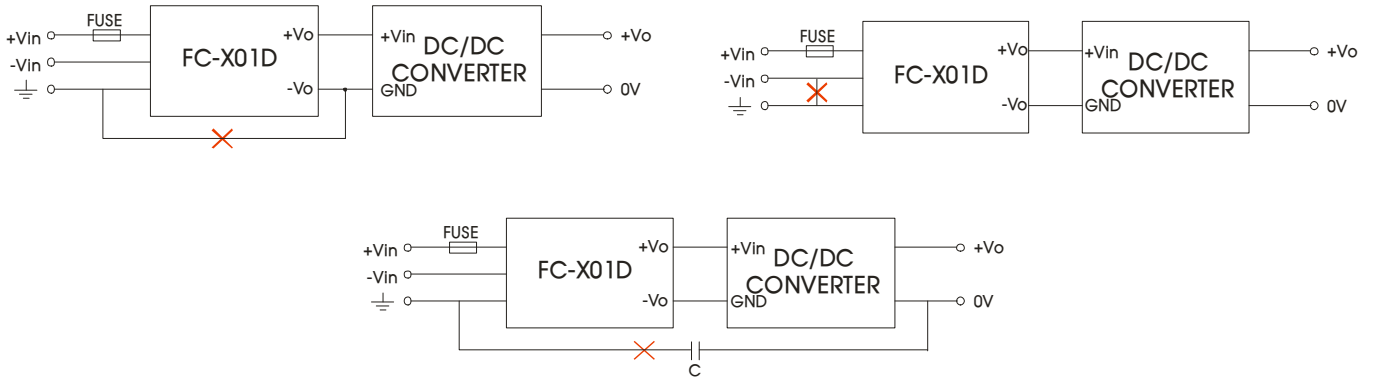 FUSE
+Vin
-Vin
FC-X01D
+Vo
-Vo
+Vin
GND
DC/DC
CONVERTER
+Vo
0V
FUSE
+Vin
-Vin
FC-X01D
+Vo
-Vo
+Vin
GND
DC/DC
CONVERTER
+Vo
0V
FUSE
+Vin
-Vin
FC-X01D
+Vo
-Vo
+Vin
GND
DC/DC
CONVERTER
+Vo
0V
C